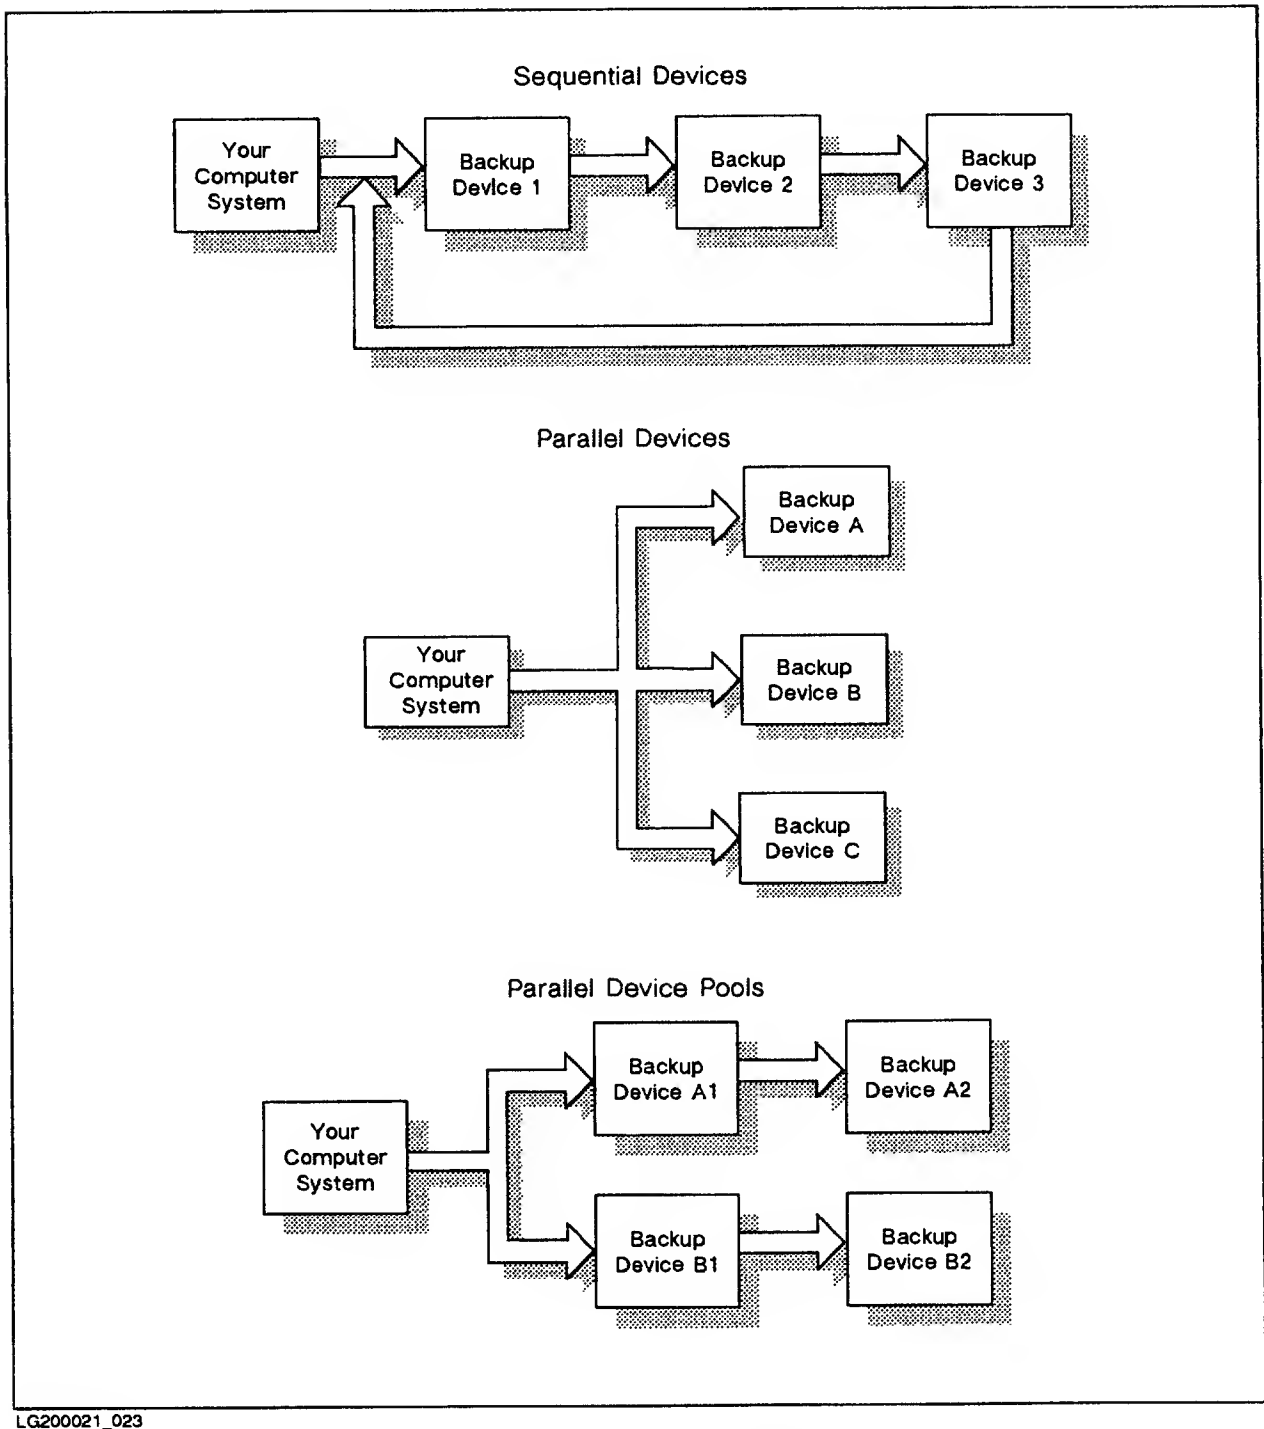 Sequential Devices
Your
Computer
System
Backup
Device 1
Backup
Device 2
Backup
Device 3
Parallel Devices
Backup
Device A
Your
Computer
System
Backup
Device B
Backup
Device C
Parallel Device Pools
Backup
Device A1
Backup
Device A2
Your
Computer
System
Backup
Device B1
Backup
Device B2
LG200021_023